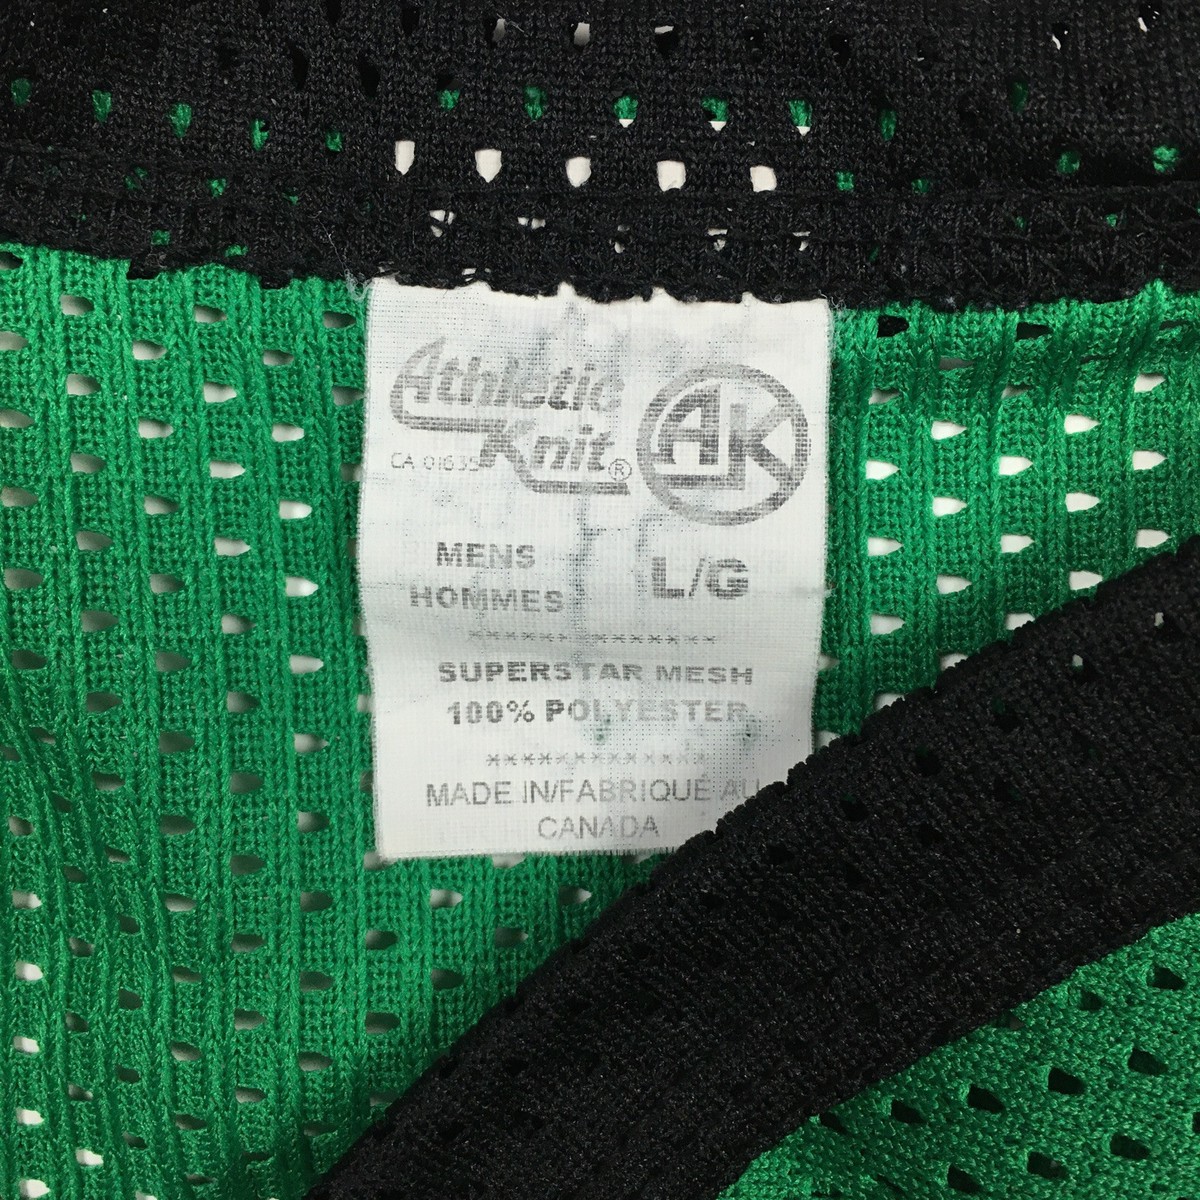 Athletic
Knit®
CA 01635
AK
MENS
HOMMES
L/G
***************
SUPERSTAR MESH
100% POLYESTER
**************
MADE IN/FABRIQUÉ AU
CANADA